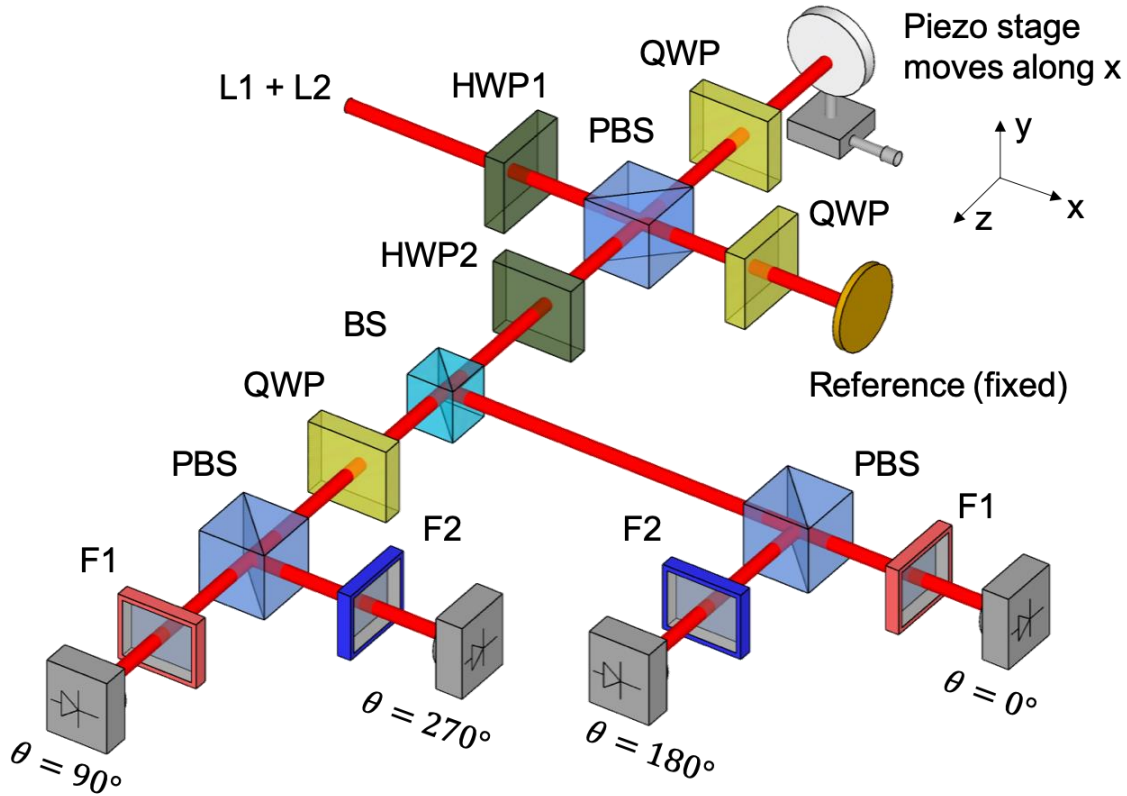 Piezo stage
moves along x
QWP
L1 + L2
HWP1
PBS
y
x
z
QWP
HWP2
BS
Reference (fixed)
QWP
PBS
PBS
F1
F2
F2
F1
θ = 0°
θ = 270°
θ = 180°
θ = 90°